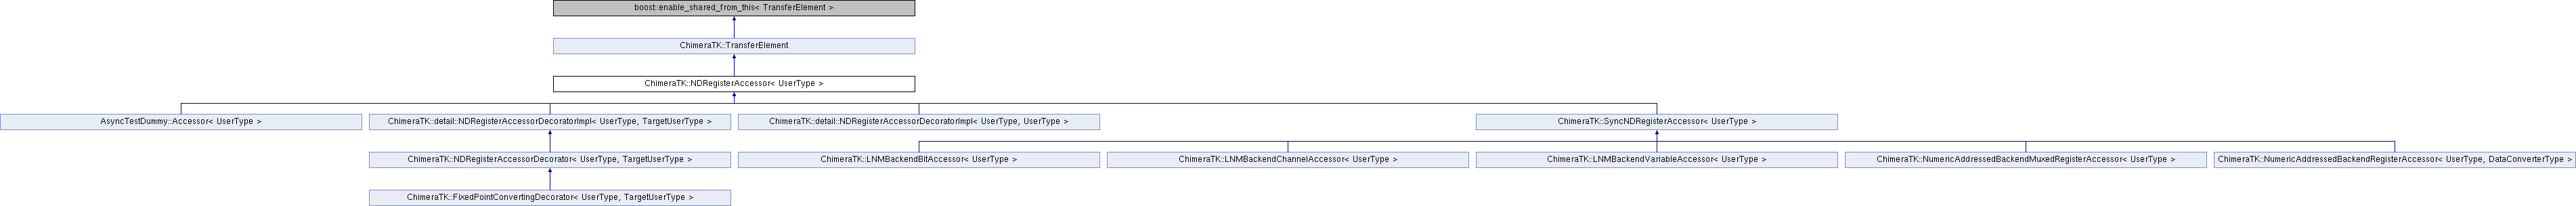 boost::enable_shared_from_this< TransferElement >
ChimeraTK::TransferElement
ChimeraTK::NDRegisterAccessor< UserType >
AsyncTestDummy::Accessor< UserType >
ChimeraTK::detail::NDRegisterAccessorDecoratorImpl< UserType, TargetUserType >
ChimeraTK::detail::NDRegisterAccessorDecoratorImpl< UserType, UserType >
ChimeraTK::SyncNDRegisterAccessor< UserType >
ChimeraTK::NDRegisterAccessorDecorator< UserType, TargetUserType >
ChimeraTK::LNMBackendBitAccessor< UserType >
ChimeraTK::LNMBackendChannelAccessor< UserType >
ChimeraTK::LNMBackendVariableAccessor< UserType >
ChimeraTK::NumericAddressedBackendMuxedRegisterAccessor< UserType >
ChimeraTK::NumericAddressedBackendRegisterAccessor< UserType, DataConverterType >
ChimeraTK::FixedPointConvertingDecorator< UserType, TargetUserType >